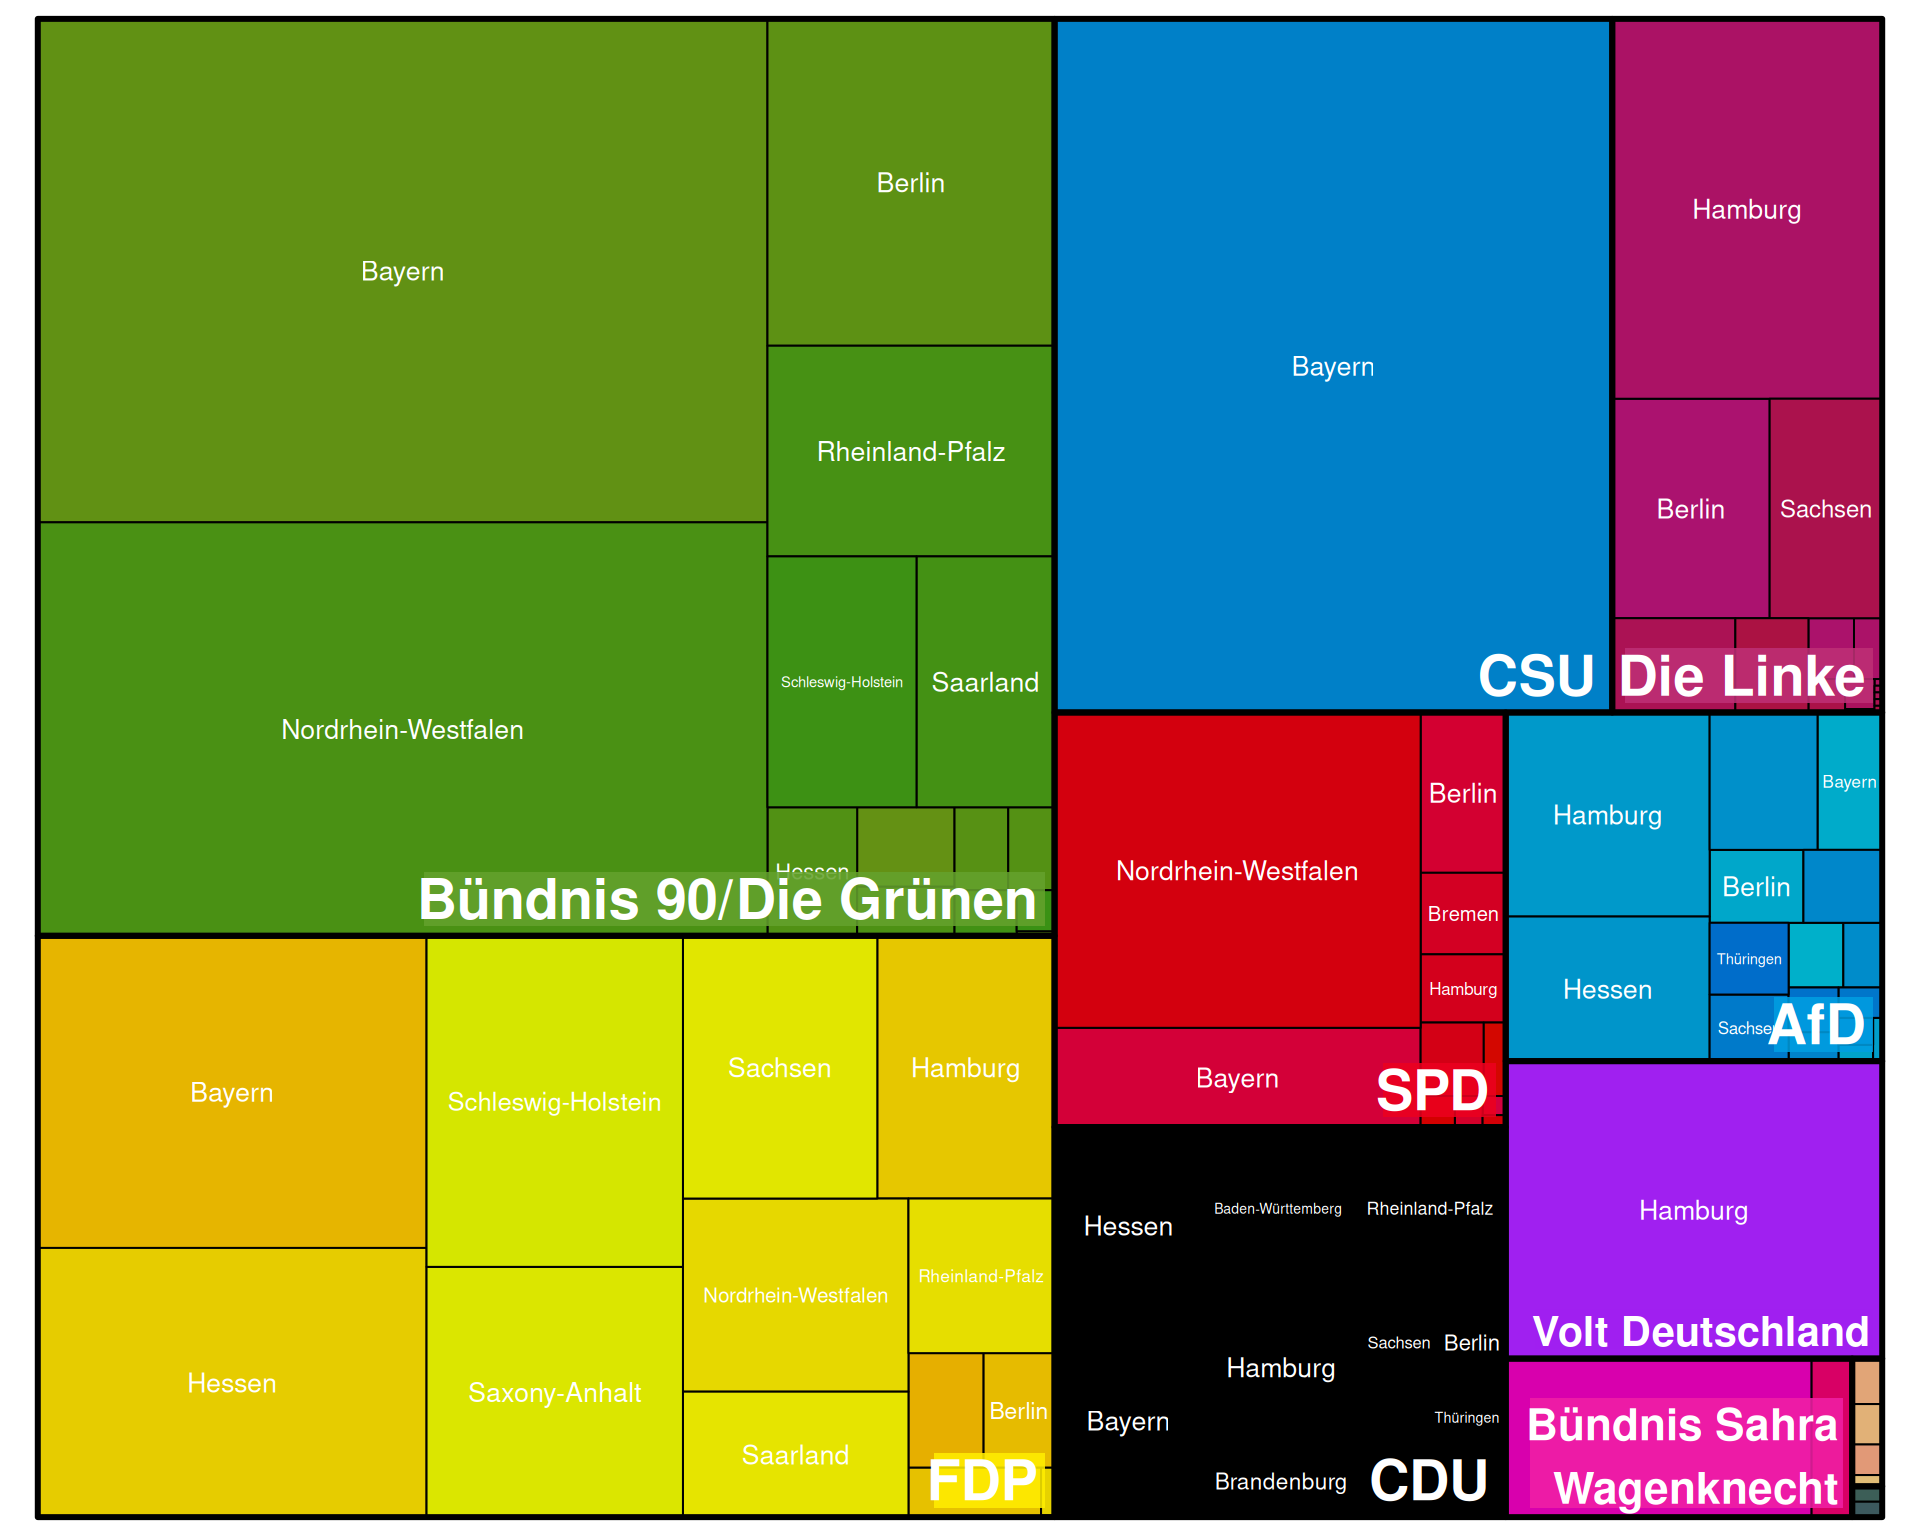 Bayern
Berlin
Rheinland-Pfalz
Nordrhein-Westfalen
Schleswig-Holstein
Saarland
Hessen
Bündnis 90/Die Grünen
Bayern
CSU
Hamburg
Berlin
Sachsen
Die Linke
Bayern
Schleswig-Holstein
Sachsen
Hamburg
Hessen
Saxony-Anhalt
Nordrhein-Westfalen
Rheinland-Pfalz
Saarland
Berlin
FDP
Nordrhein-Westfalen
Berlin
Bremen
Hamburg
Bayern
SPD
Hamburg
Bayern
Berlin
Hessen
Thüringen
Sachsen
AfD
Hessen
Baden-Württemberg
Rheinland-Pfalz
Hamburg
Sachsen
Berlin
Bayern
Thüringen
Brandenburg
CDU
Hamburg
Volt Deutschland
Bündnis Sahra
Wagenknecht